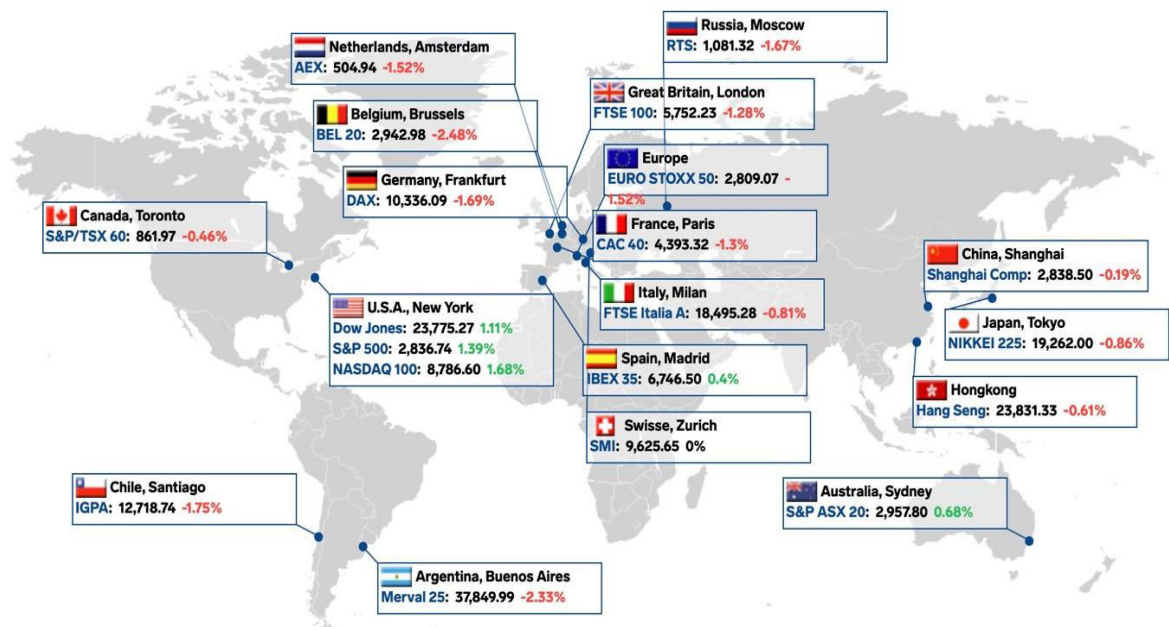 Russia, Moscow
RTS: 1,081.32 -1.67%
Netherlands, Amsterdam
AEX: 504.94 -1.52%
Great Britain, London
FTSE 100: 5,752.23 -1.28%
Belgium, Brussels
BEL 20: 2,942.98 -2.48%
Europe
EURO STOXX 50: 2,809.07 -
1.52%
Germany, Frankfurt
DAX: 10,336.09 -1.69%
Canada, Toronto
S&P/TSX 60: 861.97 -0.46%
France, Paris
CAC 40: 4,393.32 -1.3%
China, Shanghai
Shanghai Comp: 2,838.50 -0.19%
Italy, Milan
FTSE Italia A: 18,495.28 -0.81%
U.S.A., New York
Dow Jones: 23,775.27 1.11%
S&P 500: 2,836.74 1.39%
NASDAQ 100: 8,786.60 1.68%
Japan, Tokyo
NIKKEI 225: 19,262.00 -0.86%
Spain, Madrid
IBEX 35: 6,746.50 0.4%
Hongkong
Hang Seng: 23,831.33 -0.61%
Swisse, Zurich
SMI: 9,625.65 0%
Chile, Santiago
IGPA: 12,718.74 -1.75%
Australia, Sydney
S&P ASX 20: 2,957.80 0.68%
Argentina, Buenos Aires
Merval 25: 37,849.99 -2.33%